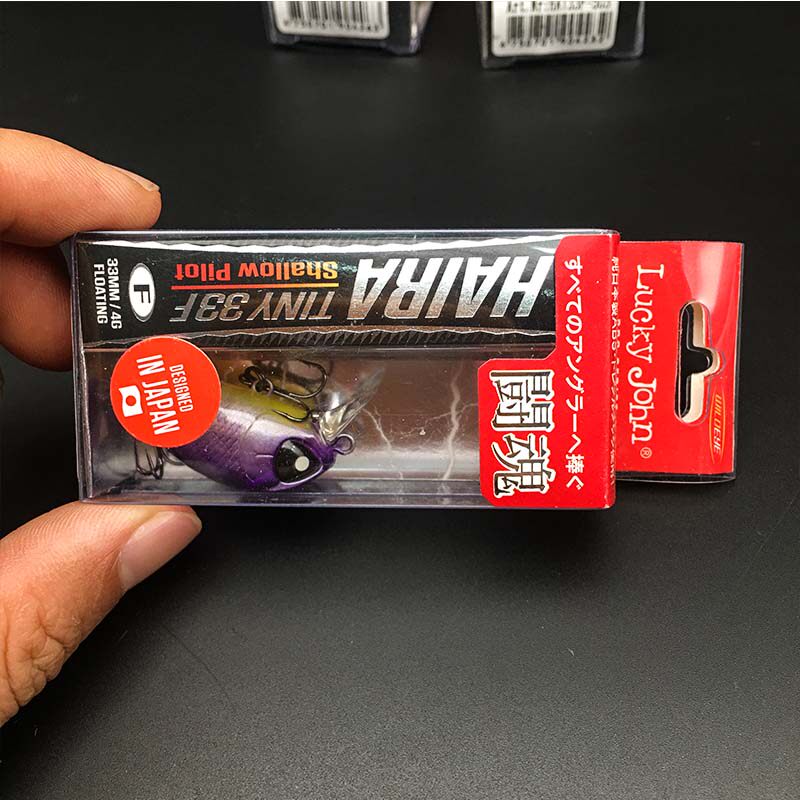 Lucky John®
WILDEYE
すべてのアングラーへ捧ぐ
闘魂
HAIRA
TINY 33F
Shallow Pilot
F
33MM / 4G
FLOATING
DESIGNED
IN JAPAN